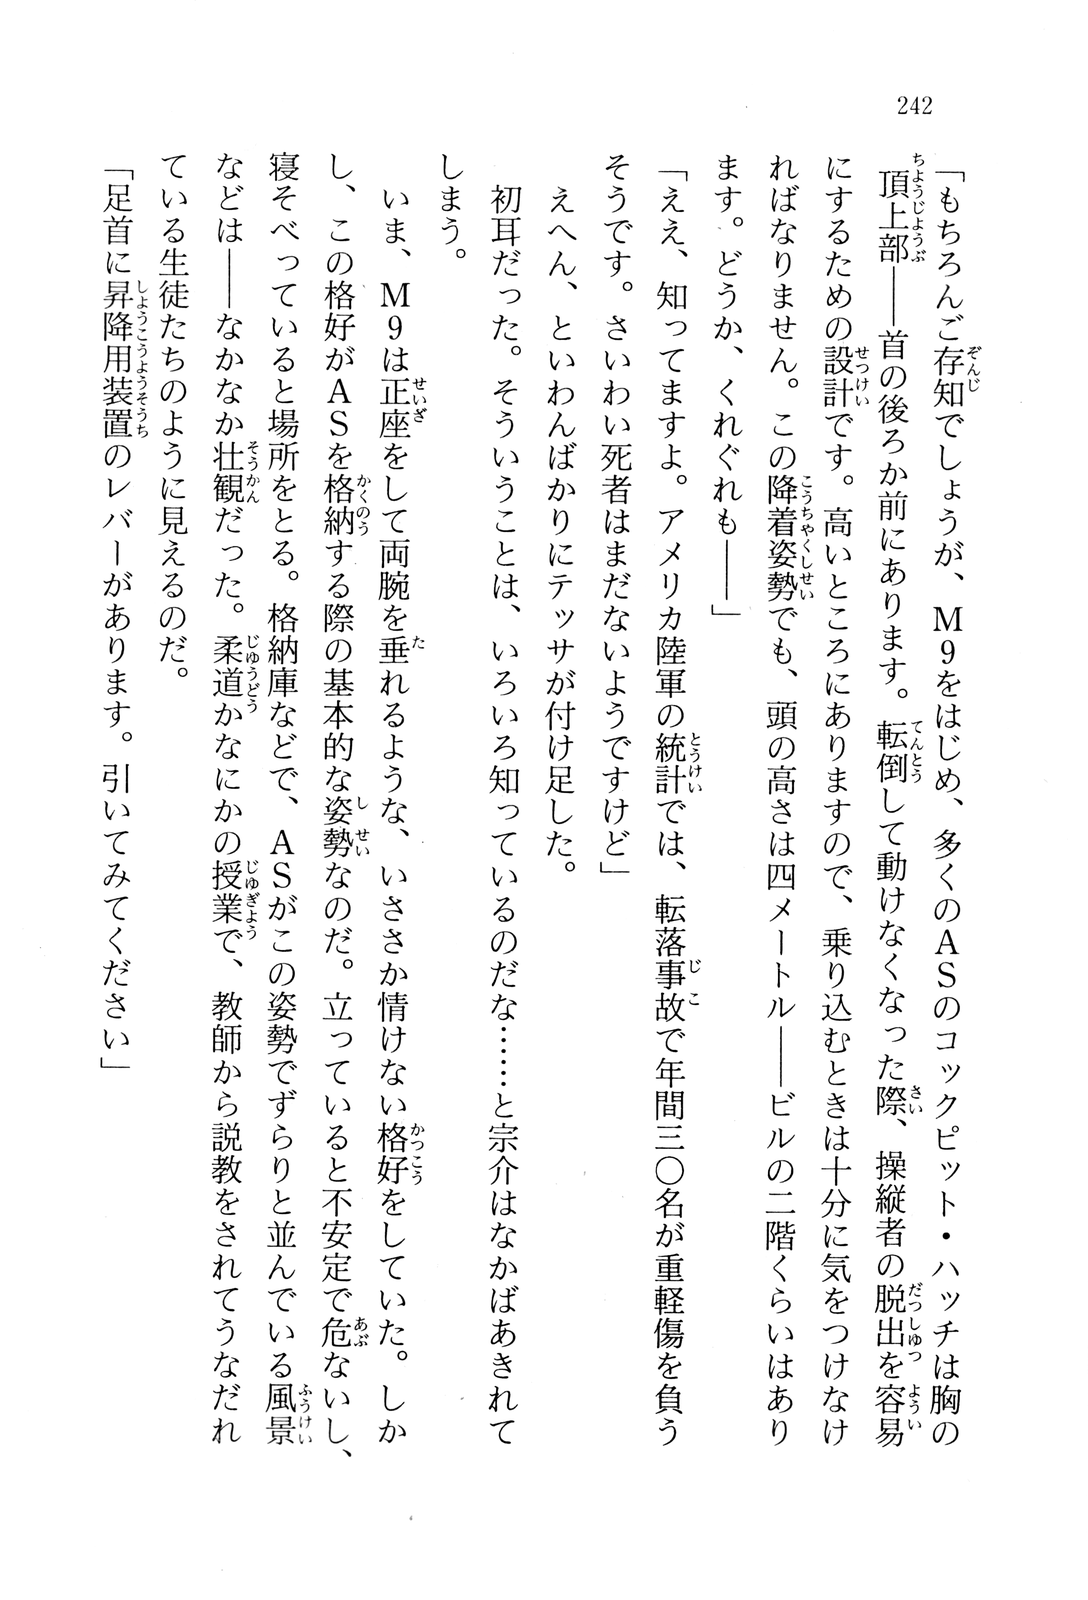 242
「もちろんご存知でしょうが、M9をはじめ、多くのASのコックピット・ハッチは胸の
頂上部――首の後ろか前にあります。転倒して動けなくなった際、操縦者の脱出を容易
にするための設計です。高いところにありますので、乗り込むときは十分に気をつけなけ
ればなりません。この降着姿勢でも、頭の高さは四メートル――ビルの二階くらいはあり
ます。どうか、くれぐれも――」
「ええ、知ってますよ。アメリカ陸軍の統計では、転落事故で年間三〇名が重軽傷を負う
そうです。さいわい死者はまだないようですけど」
　えへん、といわんばかりにテッサが付け足した。
　初耳だった。そういうことは、いろいろ知っているのだな……と宗介はなかばあきれて
しまう。
　いま、M9は正座をして両腕を垂れるような、いささか情けない格好をしていた。しか
し、この格好がASを格納する際の基本的な姿勢なのだ。立っていると不安定で危ないし、
寝そべっていると場所をとる。格納庫などで、ASがこの姿勢でずらりと並んでいる風景
などは――なかなか壮観だった。柔道かなにかの授業で、教師から説教をされてうなだれ
ている生徒たちのように見えるのだ。
「足首に昇降用装置のレバーがあります。引いてみてください」